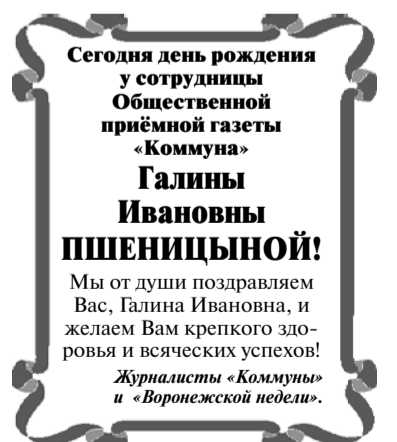 Сегодня день рождения
у сотрудницы
Общественной
приёмной газеты
«Коммуна»
Галины
Ивановны
ПШЕНИЦЫНОЙ!
Мы от души поздравляем
Вас, Галина Ивановна, и
желаем Вам крепкого здо-
ровья и всяческих успехов!
Журналисты «Коммуны»
и «Воронежской недели».